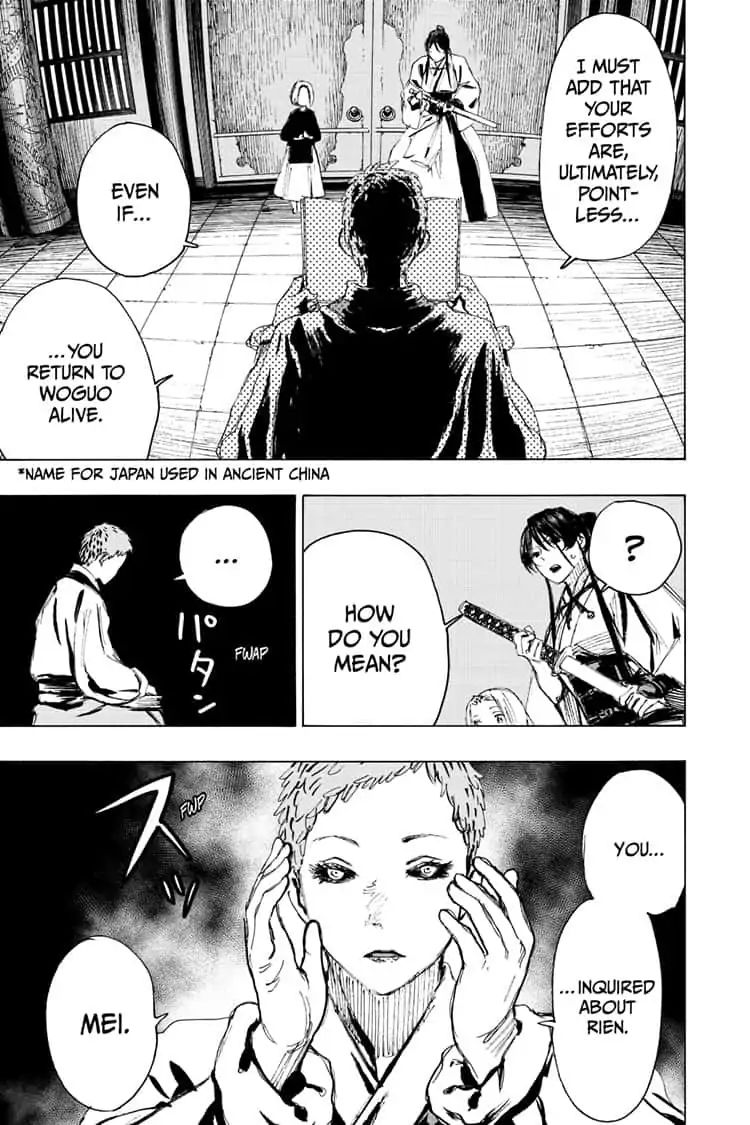 I MUST
ADD THAT
YOUR
EFFORTS
ARE,
ULTIMATELY,
POINT-
LESS...
EVEN
IF...
...YOU
RETURN TO
WOGUO
ALIVE.
*NAME FOR JAPAN USED IN ANCIENT CHINA
?
HOW
DO YOU
MEAN?
...
パタン
FWAP
YOU...
...INQUIRED
ABOUT
RIEN.
ス
FWP
MEI.